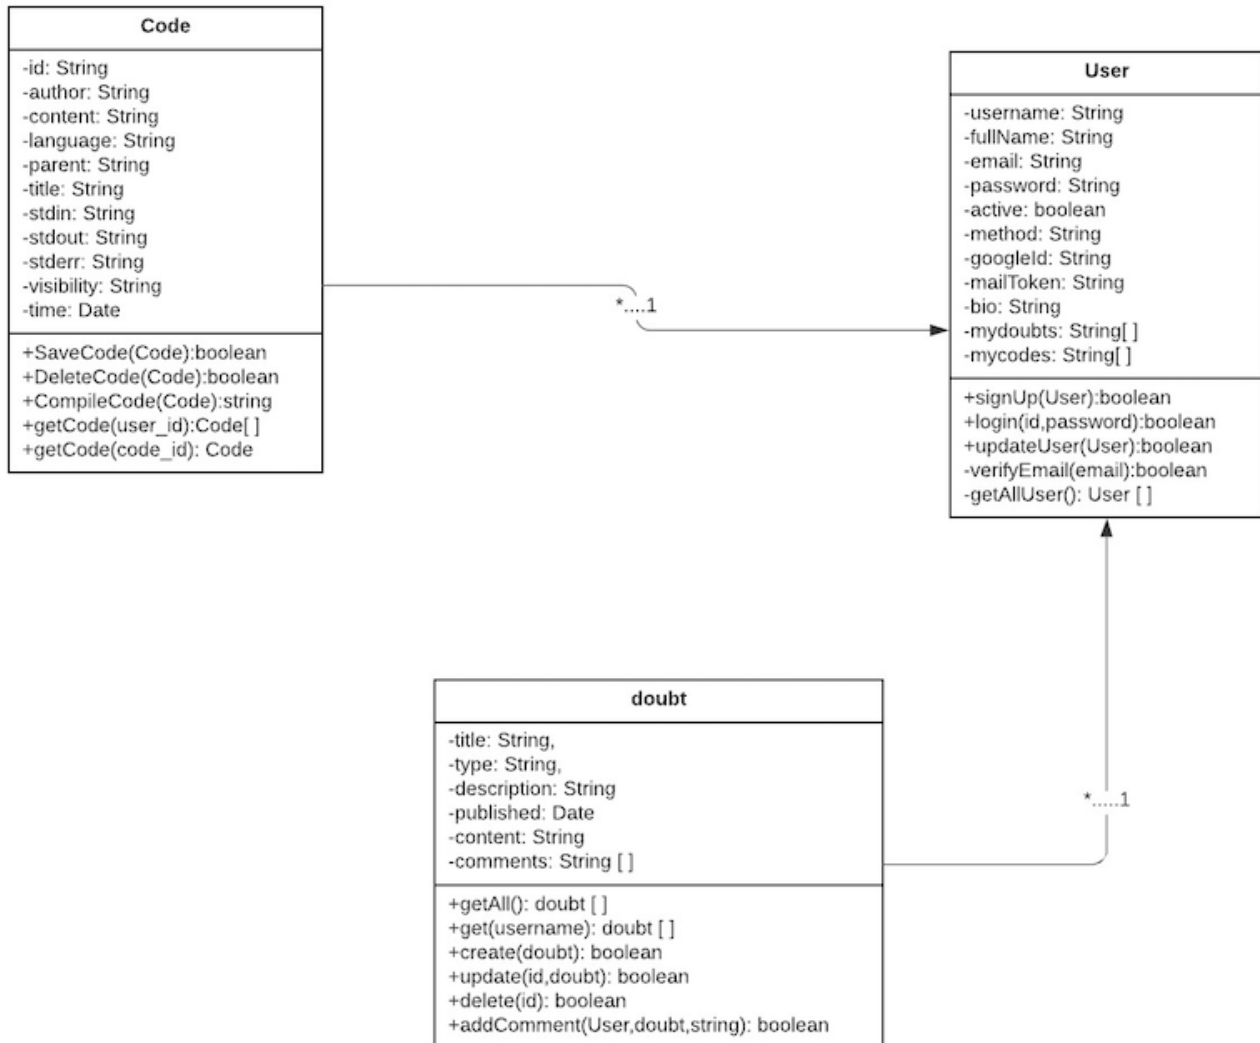 Code
-id: String
-author: String
-content: String
-language: String
-parent: String
-title: String
-stdin: String
-stdout: String
-stderr: String
-visibility: String
-time: Date
+SaveCode(Code):boolean
+DeleteCode(Code):boolean
+CompileCode(Code):string
+getCode(user_id):Code[ ]
+getCode(code_id): Code
*....1
User
-username: String
-fullName: String
-email: String
-password: String
-active: boolean
-method: String
-googleId: String
-mailToken: String
-bio: String
-mydoubts: String[ ]
-mycodes: String[ ]
+signUp(User):boolean
+login(id,password):boolean
+updateUser(User):boolean
-verifyEmail(email):boolean
-getAllUser(): User [ ]
*.....1
doubt
-title: String,
-type: String,
-description: String
-published: Date
-content: String
-comments: String [ ]
+getAll(): doubt [ ]
+get(username): doubt [ ]
+create(doubt): boolean
+update(id,doubt): boolean
+delete(id): boolean
+addComment(User,doubt,string): boolean